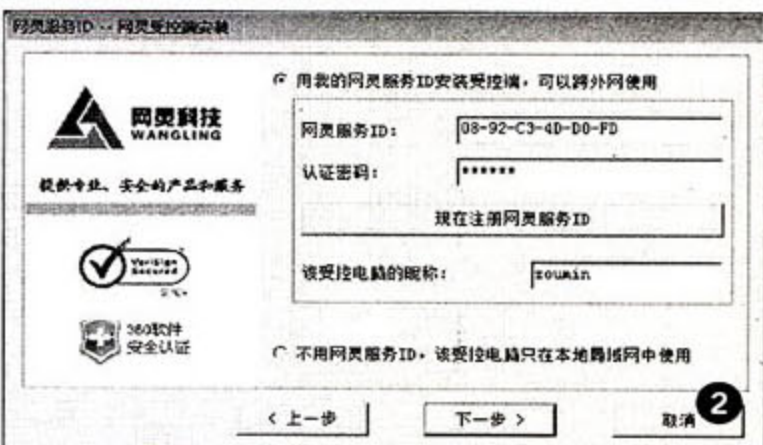 网灵服务ID -- 网灵受控端安装
用我的网灵服务ID安装受控端，可以跨外网使用
网灵科技
WANGLING
提供专业、安全的产品和服务
网灵服务ID：
08-92-C3-4D-D0-FD
认证密码：
******
现在注册网灵服务ID
VeriSign
Secured
该受控电脑的昵称：
zoumin
360软件
安全认证
不用网灵服务ID，该受控电脑只在本地局域网中使用
< 上一步
下一步 >
取消
2